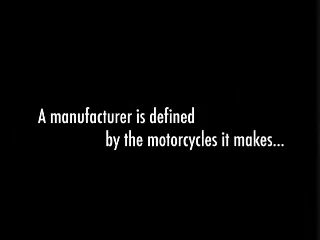 A manufacturer is defined
by the motorcycles it makes...